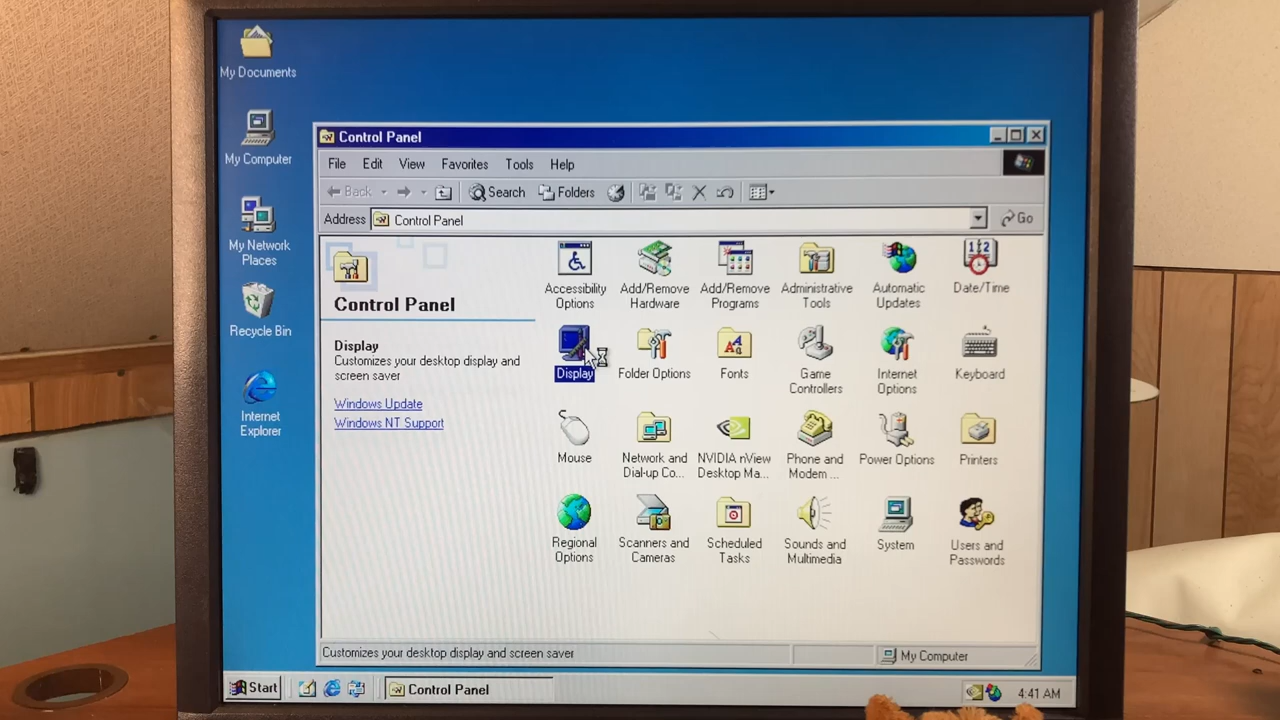 My Documents
My Computer
My Network
Places
Recycle Bin
Internet
Explorer
Control Panel
File Edit View Favorites Tools Help
Back Search Folders
Address Control Panel Go
Control Panel
Display
Customizes your desktop display and
screen saver
Windows Update
Windows NT Support
Accessibility
Options
Add/Remove
Hardware
Add/Remove
Programs
Administrative
Tools
Automatic
Updates
Date/Time
Display
Folder Options
Fonts
Game
Controllers
Internet
Options
Keyboard
Mouse
Network and
Dial-up Co...
NVIDIA nView
Desktop Ma...
Phone and
Modem ...
Power Options
Printers
Regional
Options
Scanners and
Cameras
Scheduled
Tasks
Sounds and
Multimedia
System
Users and
Passwords
Customizes your desktop display and screen saver My Computer
Start Control Panel 4:41 AM